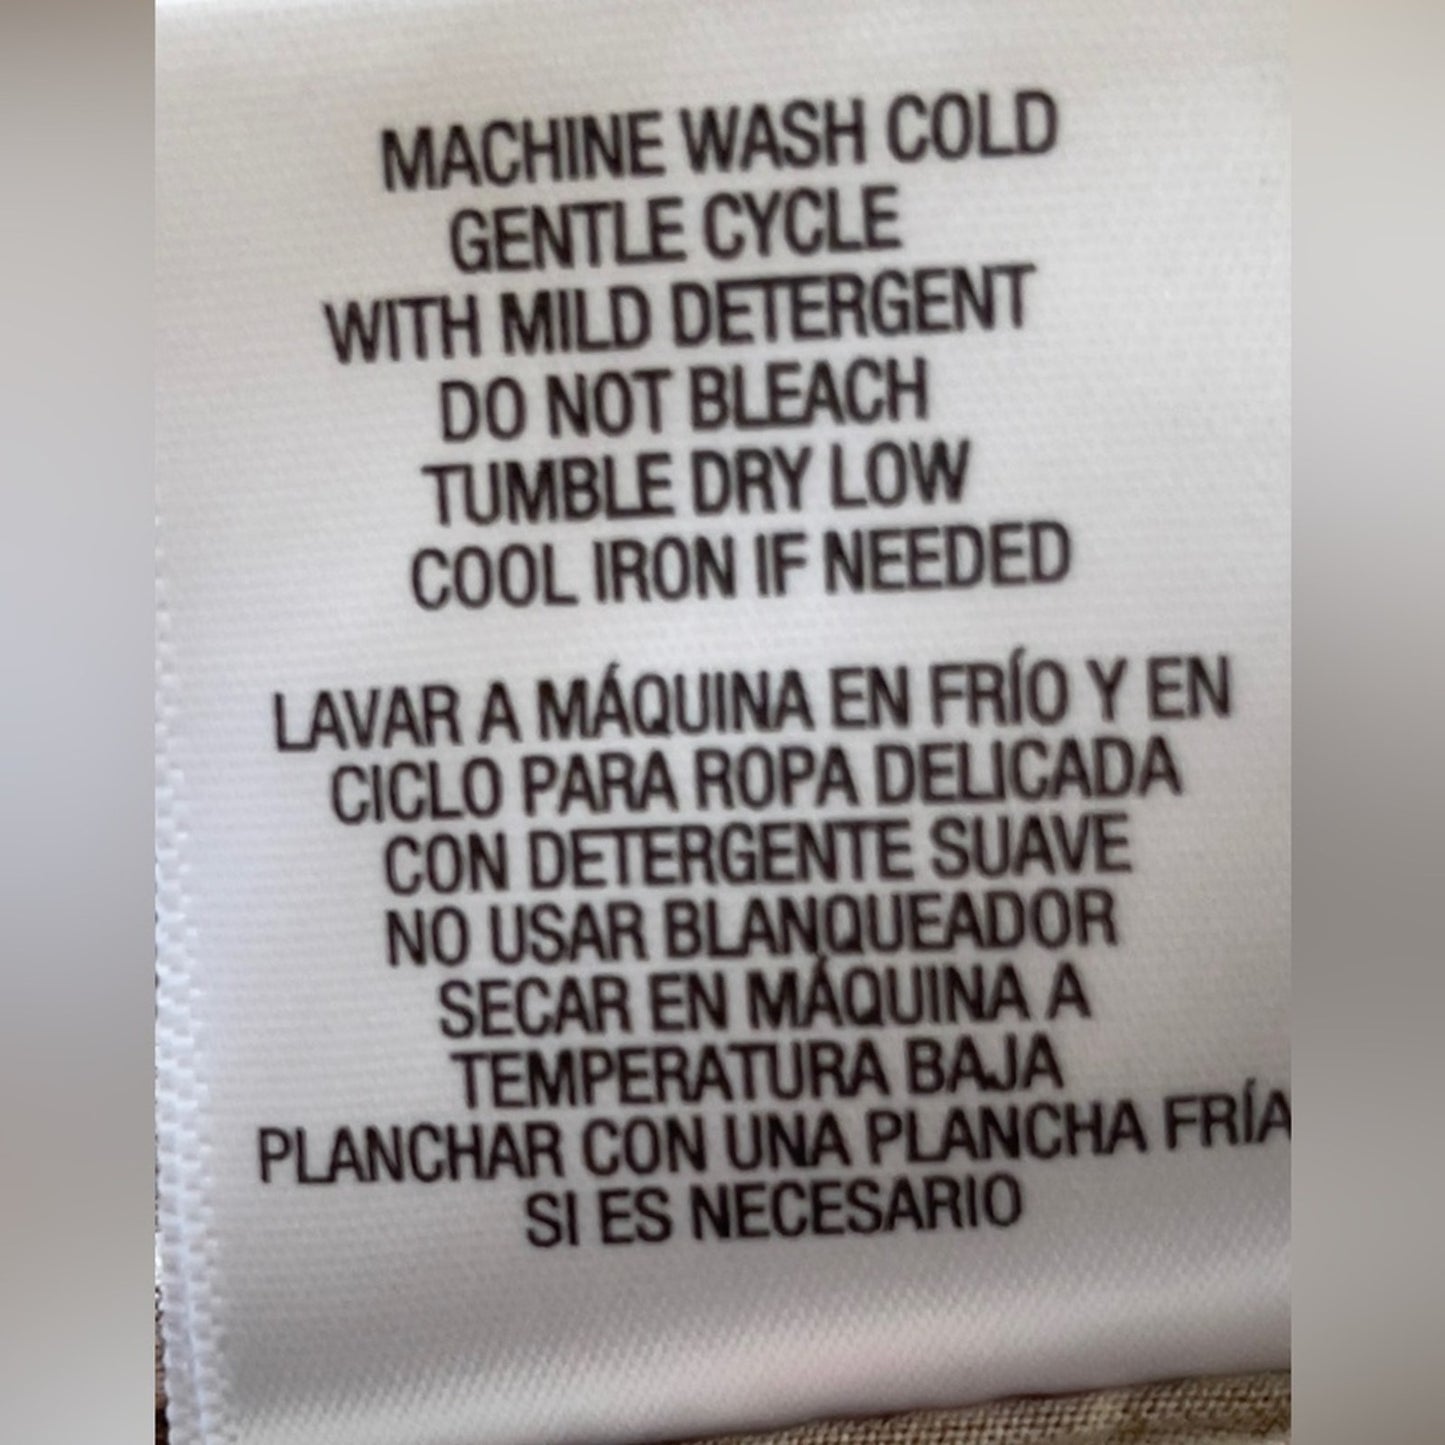 MACHINE WASH COLD
GENTLE CYCLE
WITH MILD DETERGENT
DO NOT BLEACH
TUMBLE DRY LOW
COOL IRON IF NEEDED
LAVAR A MÁQUINA EN FRÍO Y EN
CICLO PARA ROPA DELICADA
CON DETERGENTE SUAVE
NO USAR BLANQUEADOR
SECAR EN MÁQUINA A
TEMPERATURA BAJA
PLANCHAR CON UNA PLANCHA FRÍA
SI ES NECESARIO